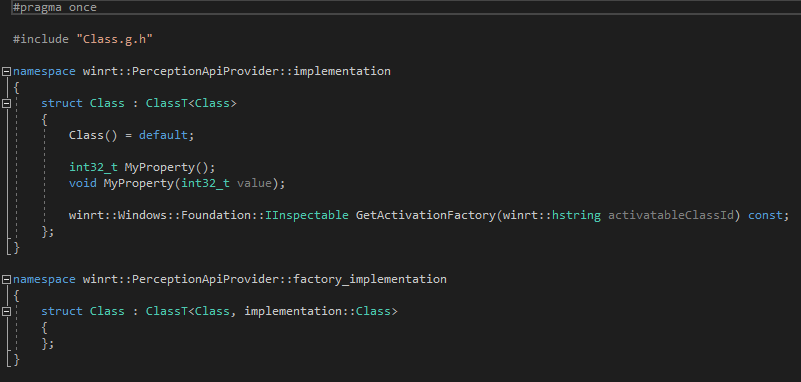 #pragma once
#include "Class.g.h"
namespace winrt::PerceptionApiProvider::implementation
{
struct Class : ClassT<Class>
{
Class() = default;
int32_t MyProperty();
void MyProperty(int32_t value);
winrt::Windows::Foundation::IInspectable GetActivationFactory(winrt::hstring activatableClassId) const;
};
}
namespace winrt::PerceptionApiProvider::factory_implementation
{
struct Class : ClassT<Class, implementation::Class>
{
};
}